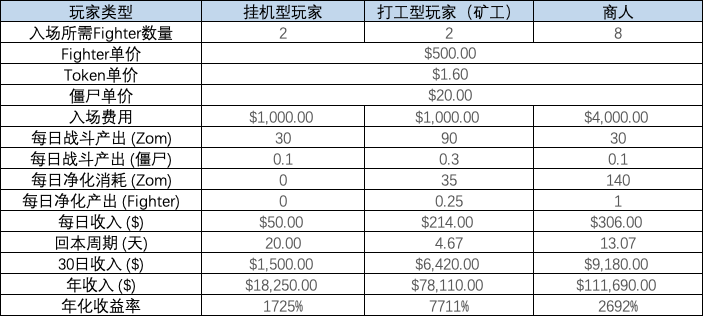 玩家类型 挂机型玩家 打工型玩家（矿工） 商人
入场所需Fighter数量 2 2 8
Fighter单价 $500.00
Token单价 $1.60
僵尸单价 $20.00
入场费用 $1,000.00 $1,000.00 $4,000.00
每日战斗产出 (Zom) 30 90 30
每日战斗产出 (僵尸) 0.1 0.3 0.1
每日净化消耗 (Zom) 0 35 140
每日净化产出 (Fighter) 0 0.25 1
每日收入 ($) $50.00 $214.00 $306.00
回本周期 (天) 20.00 4.67 13.07
30日收入 ($) $1,500.00 $6,420.00 $9,180.00
年收入 ($) $18,250.00 $78,110.00 $111,690.00
年化收益率 1725% 7711% 2692%